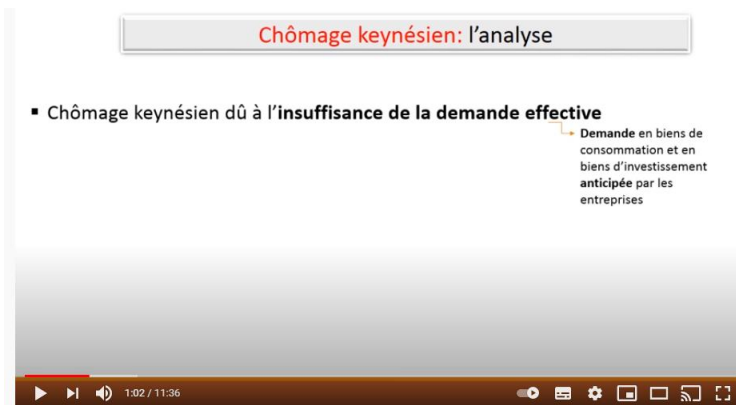 Chômage keynésien: l’analyse
▪ Chômage keynésien dû à l’insuffisance de la demande effective
Demande en biens de
consommation et en
biens d’investissement
anticipée par les
entreprises
1:02 / 11:36